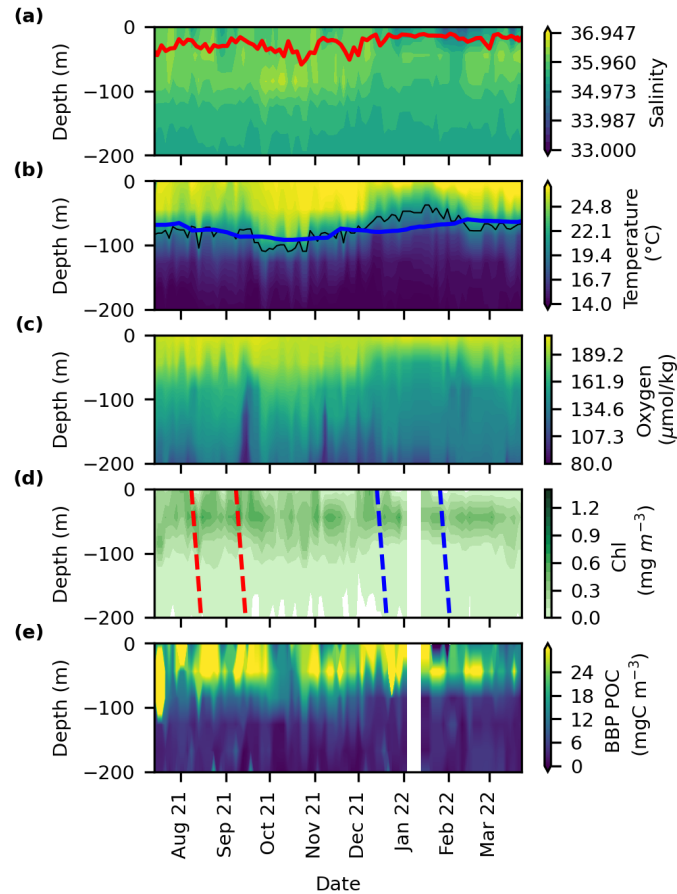 (a)
0
−100
−200
Depth (m)
36.947
35.960
34.973
33.987
33.000
Salinity
(b)
0
−100
−200
Depth (m)
24.8
22.1
19.4
16.7
14.0
Temperature
(°C)
(c)
0
−100
−200
Depth (m)
189.2
161.9
134.6
107.3
80.0
Oxygen
(μmol/kg)
(d)
0
−100
−200
Depth (m)
1.2
0.9
0.6
0.3
0.0
Chl
(mg m⁻³)
(e)
0
−100
−200
Depth (m)
24
18
12
6
0
BBP POC
(mgC m⁻³)
Aug 21
Sep 21
Oct 21
Nov 21
Dec 21
Jan 22
Feb 22
Mar 22
Date